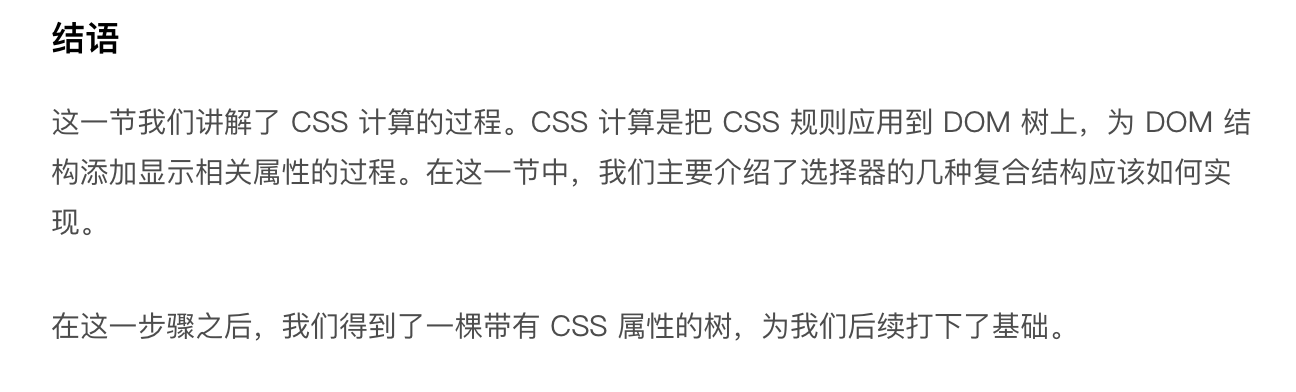 结语
这一节我们讲解了 CSS 计算的过程。CSS 计算是把 CSS 规则应用到 DOM 树上，为 DOM 结
构添加显示相关属性的过程。在这一节中，我们主要介绍了选择器的几种复合结构应该如何实
现。
在这一步骤之后，我们得到了一棵带有 CSS 属性的树，为我们后续打下了基础。